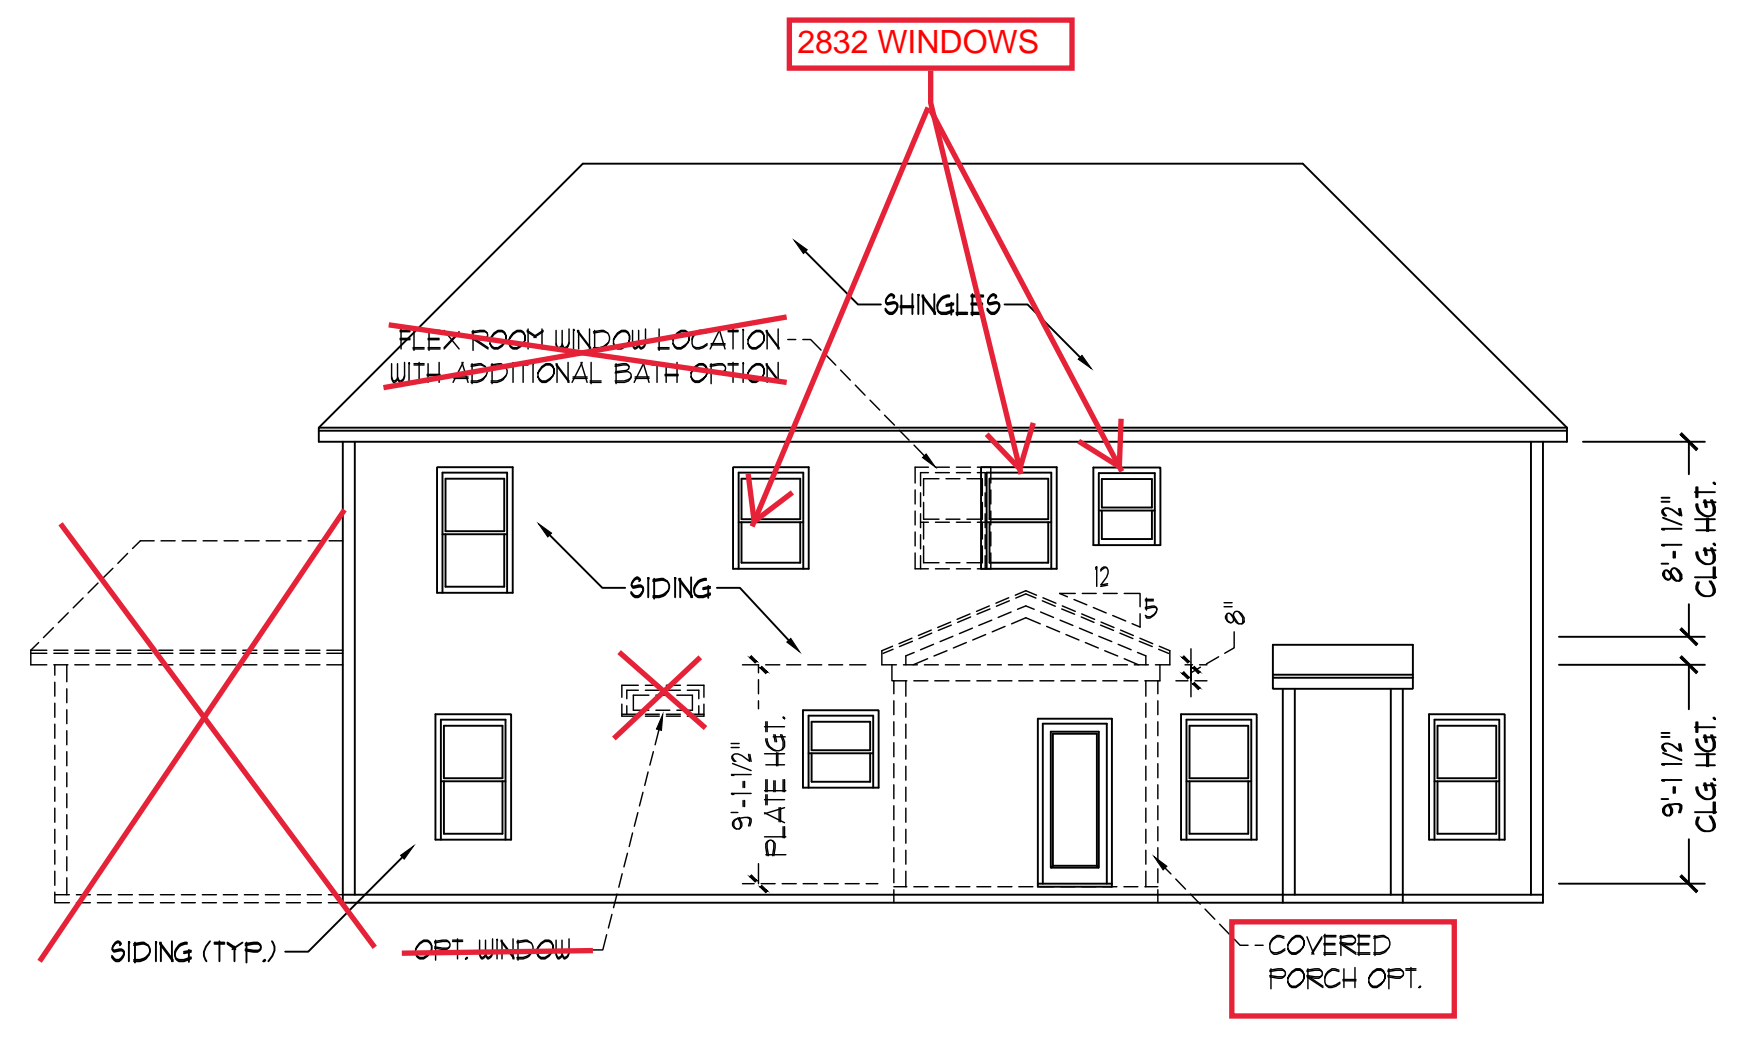 2832 WINDOWS
SHINGLES
FLEX ROOM WINDOW LOCATION
WITH ADDITIONAL BATH OPTION
8'-1 1/2"
CLG. HGT.
SIDING
12
5
8"
9'-1-1/2"
PLATE HGT.
9'-1 1/2"
CLG. HGT.
SIDING (TYP.)
OPT. WINDOW
COVERED
PORCH OPT.